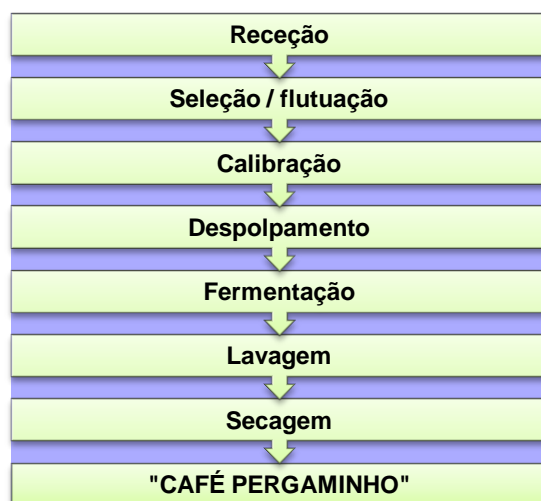 Receção
Seleção / flutuação
Calibração
Despolpamento
Fermentação
Lavagem
Secagem
"CAFÉ PERGAMINHO"